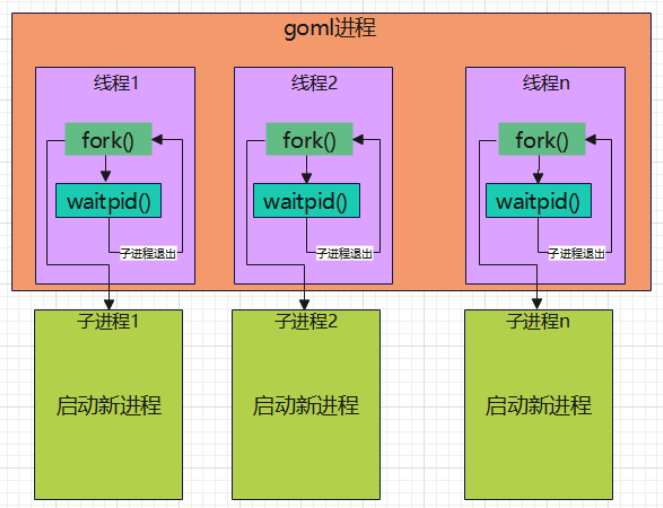 goml进程
线程1
线程2
线程n
fork()
fork()
fork()
waitpid()
waitpid()
waitpid()
子进程退出
子进程退出
子进程退出
子进程1
子进程2
子进程n
启动新进程
启动新进程
启动新进程